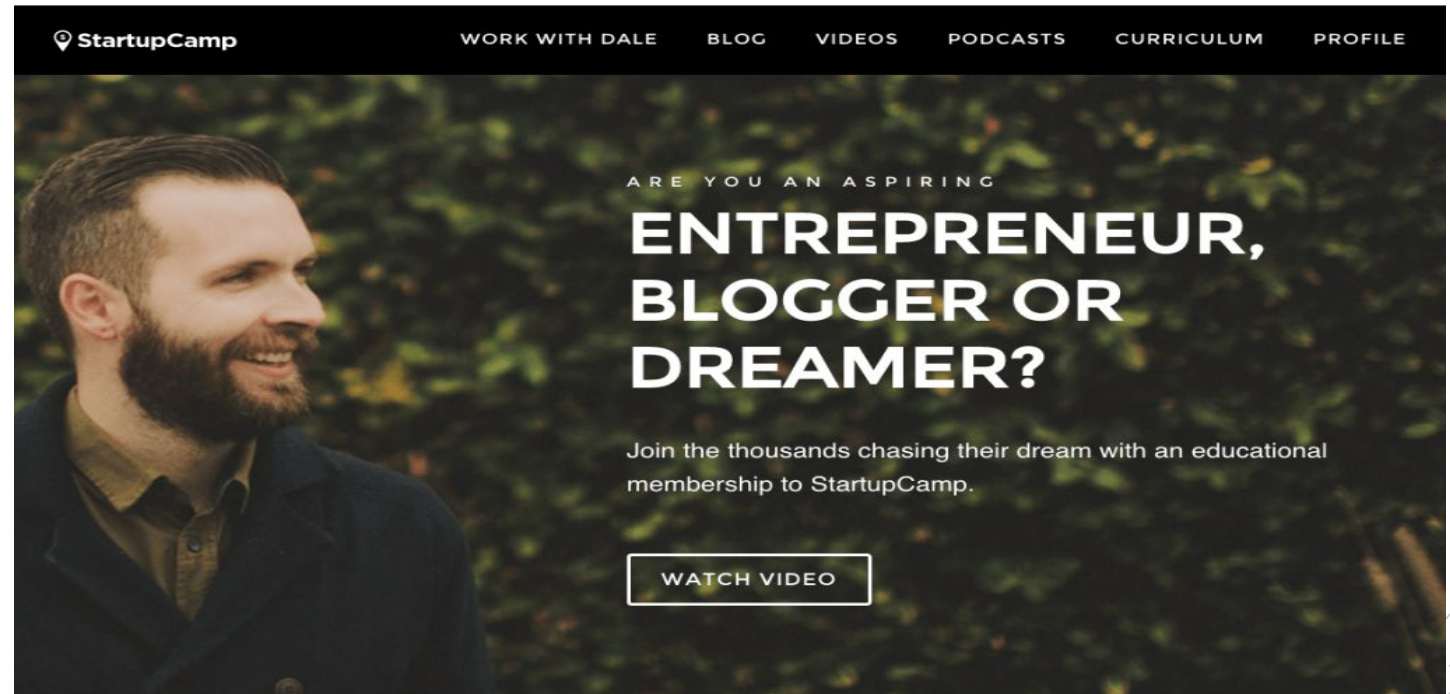 StartupCamp
WORK WITH DALE BLOG VIDEOS PODCASTS CURRICULUM PROFILE
ARE YOU AN ASPIRING
ENTREPRENEUR,
BLOGGER OR
DREAMER?
Join the thousands chasing their dream with an educational
membership to StartupCamp.
WATCH VIDEO